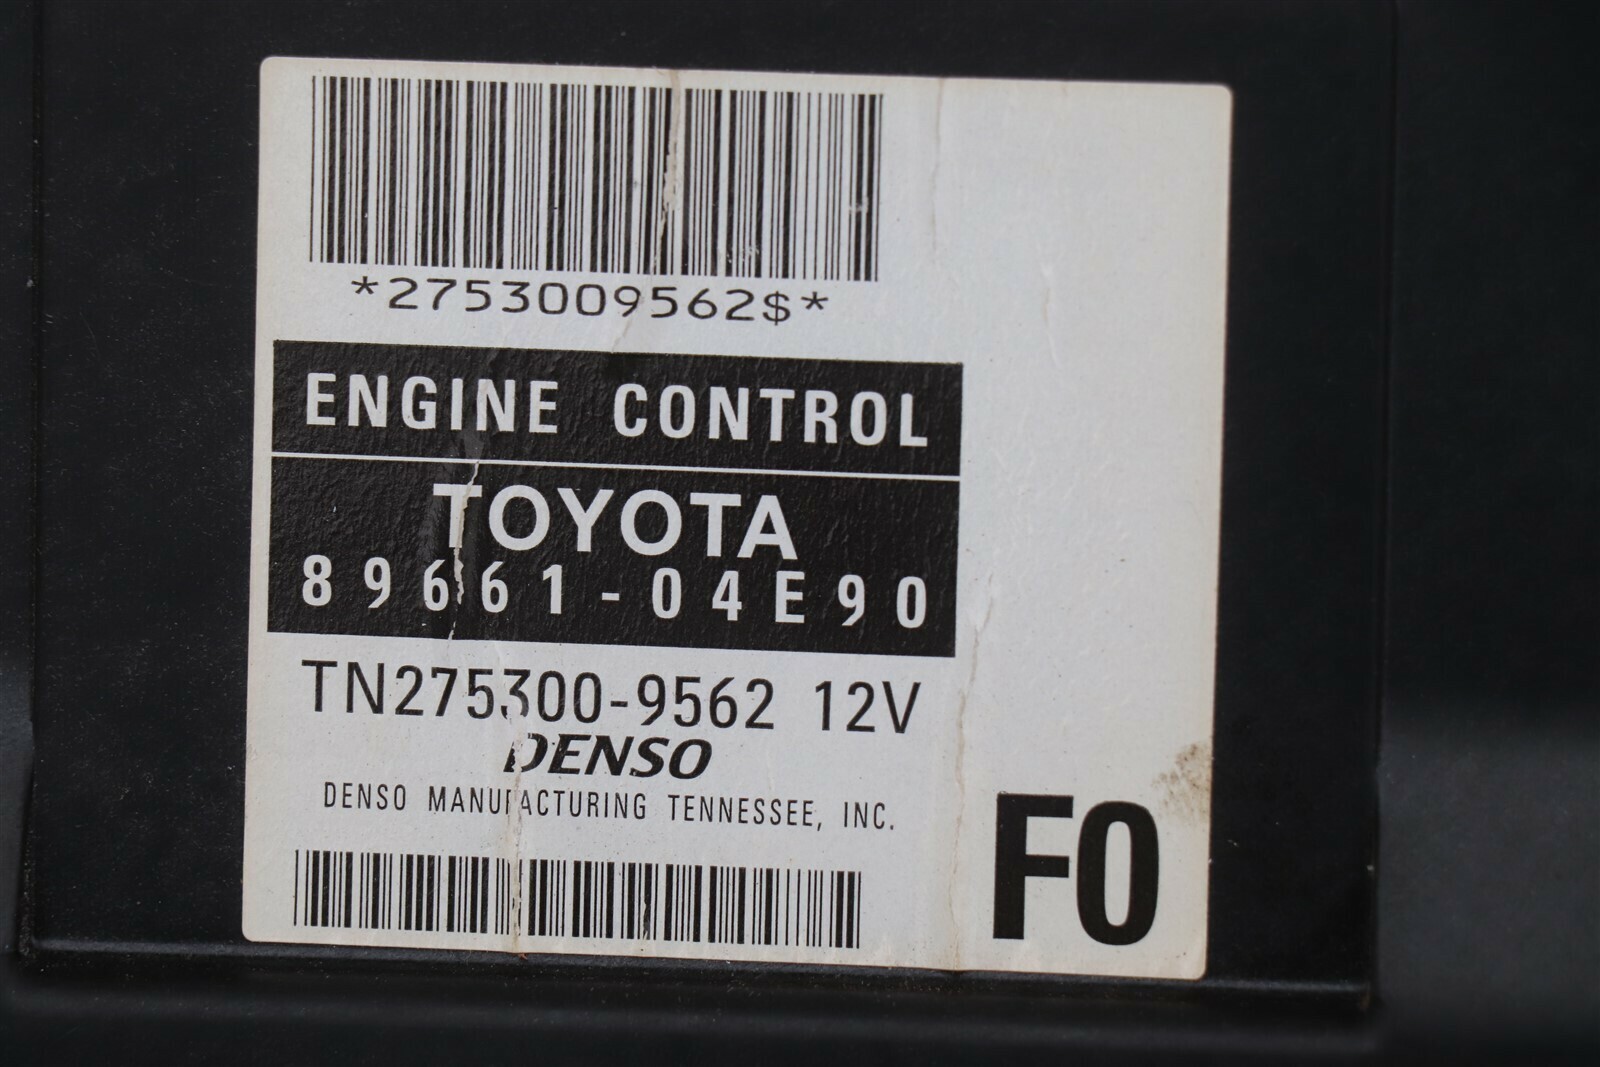 *2753009562$*
ENGINE CONTROL
TOYOTA
89661-04E90
TN275300-9562 12V
DENSO
DENSO MANUFACTURING TENNESSEE, INC.
F0